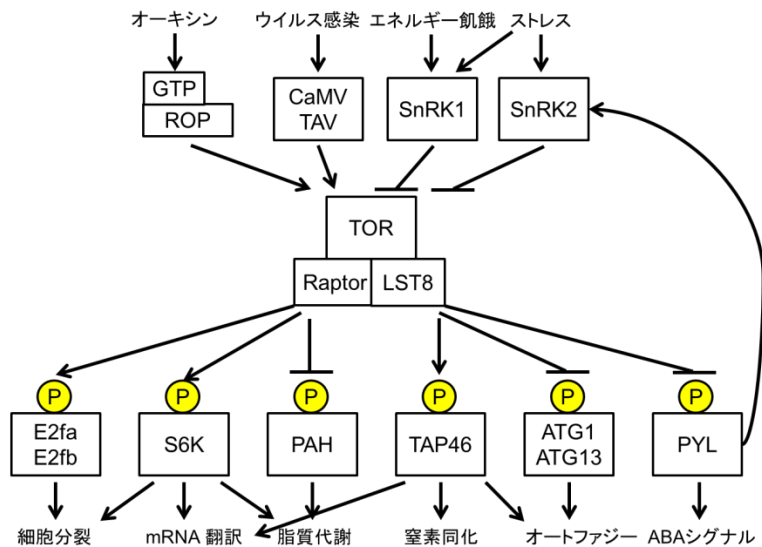 オーキシン
ウイルス感染
エネルギー飢餓
ストレス
GTP
ROP
CaMV
TAV
SnRK1
SnRK2
TOR
Raptor
LST8
P
P
P
P
P
P
E2fa
E2fb
S6K
PAH
TAP46
ATG1
ATG13
PYL
細胞分裂
mRNA 翻訳
脂質代謝
窒素同化
オートファジー
ABAシグナル